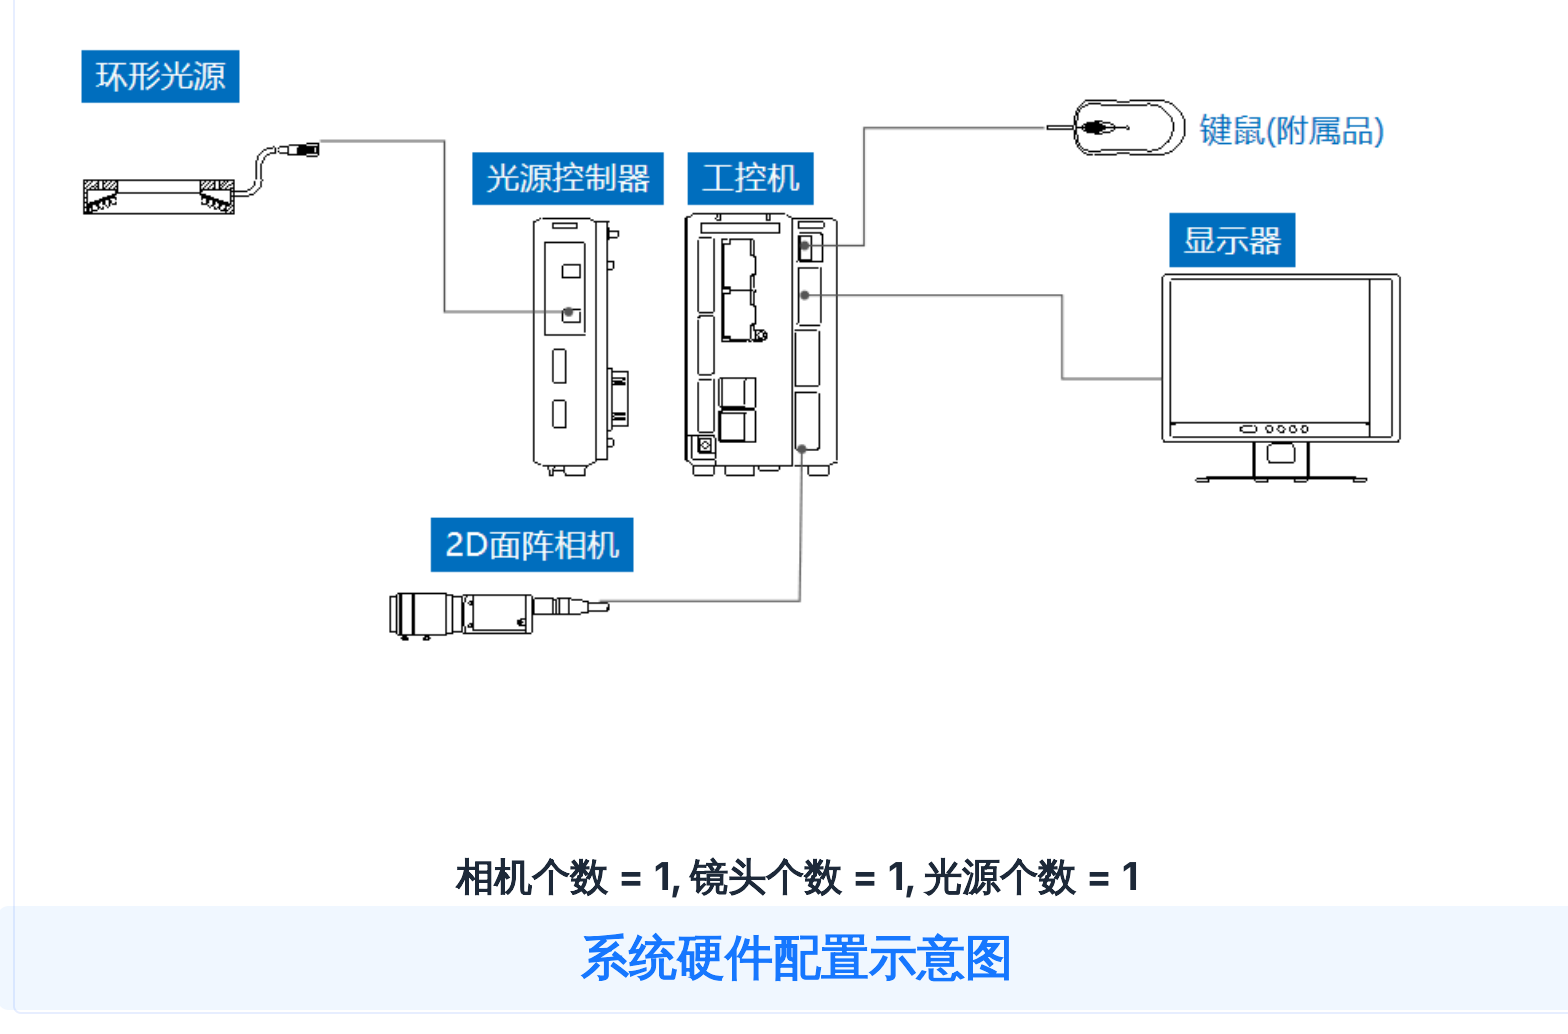 环形光源
光源控制器
工控机
键鼠(附属品)
显示器
2D面阵相机
相机个数 = 1, 镜头个数 = 1, 光源个数 = 1
系统硬件配置示意图